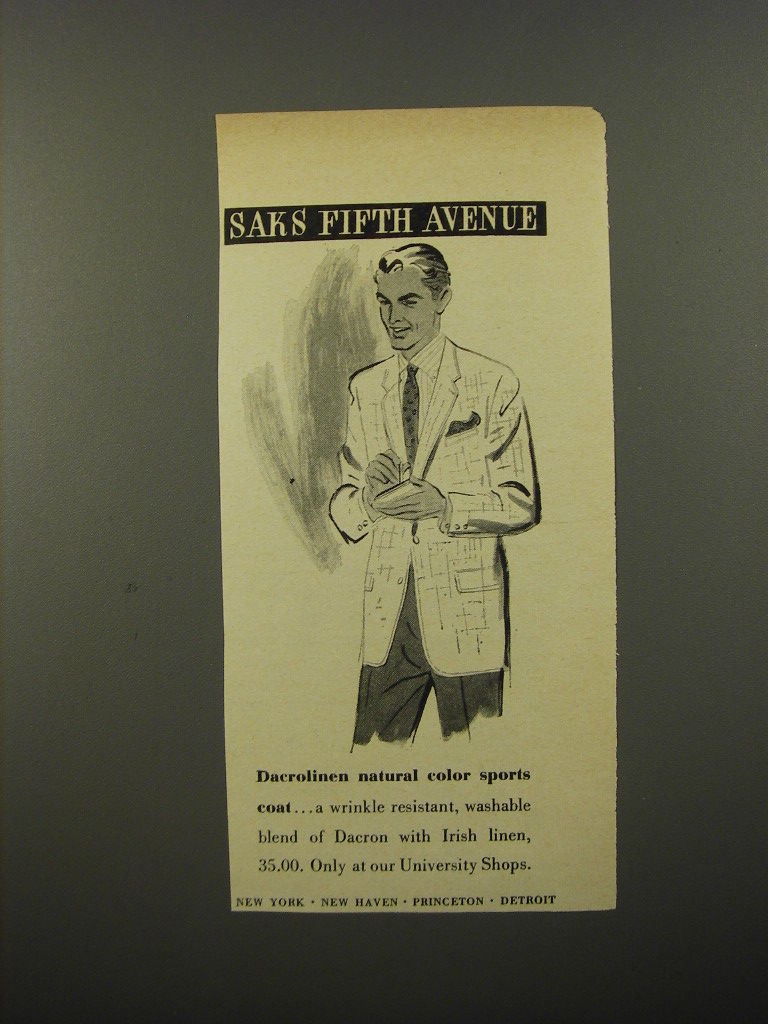 SAKS FIFTH AVENUE
Dacrolinen natural color sports
coat...a wrinkle resistant, washable
blend of Dacron with Irish linen,
35.00. Only at our University Shops.
NEW YORK · NEW HAVEN · PRINCETON · DETROIT